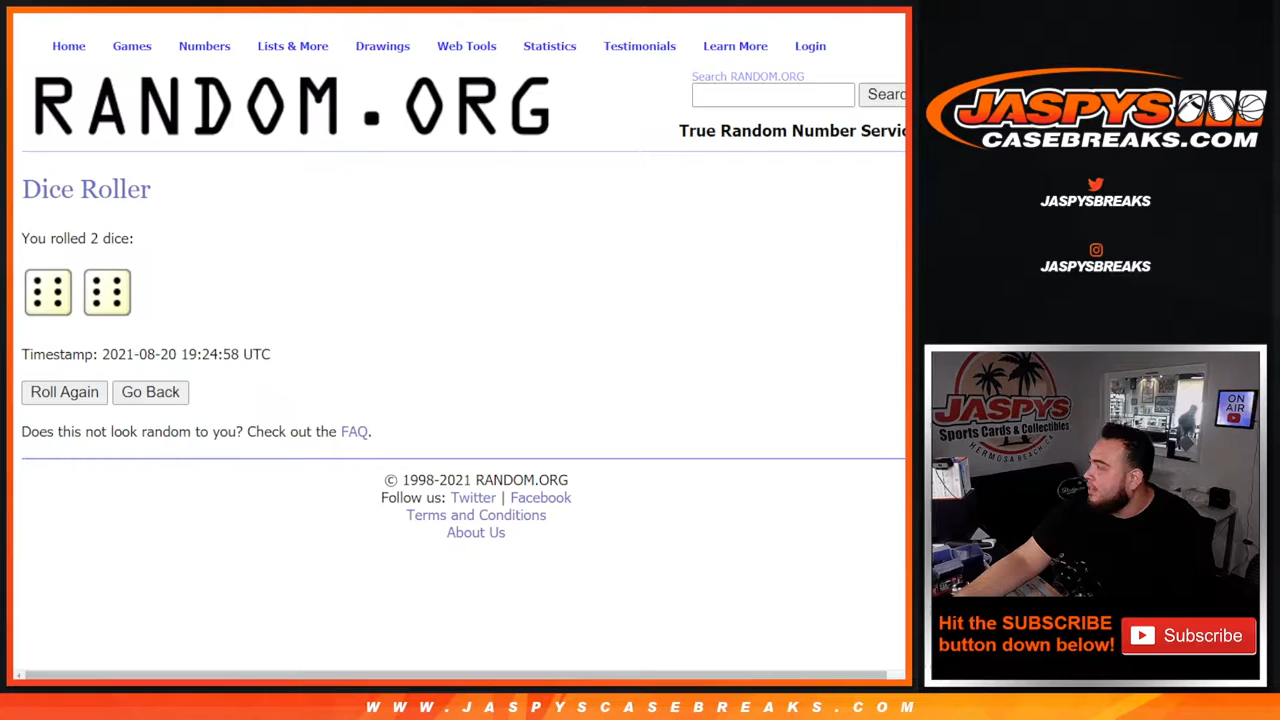 Home Games Numbers Lists & More Drawings Web Tools Statistics Testimonials Learn More Login
RANDOM.ORG
Search RANDOM.ORG
Searc
True Random Number Servic
Dice Roller
You rolled 2 dice:
Timestamp: 2021-08-20 19:24:58 UTC
Roll Again Go Back
Does this not look random to you? Check out the FAQ.
© 1998-2021 RANDOM.ORG
Follow us: Twitter | Facebook
Terms and Conditions
About Us
JASPYS
CASEBREAKS.COM
JASPYSBREAKS
JASPYSBREAKS
JASPYS
Sports Cards & Collectibles
HERMOSA BEACH, CA
ON
AIR
Hit the SUBSCRIBE
button down below!
Subscribe
WWW.JASPYSCASEBREAKS.COM